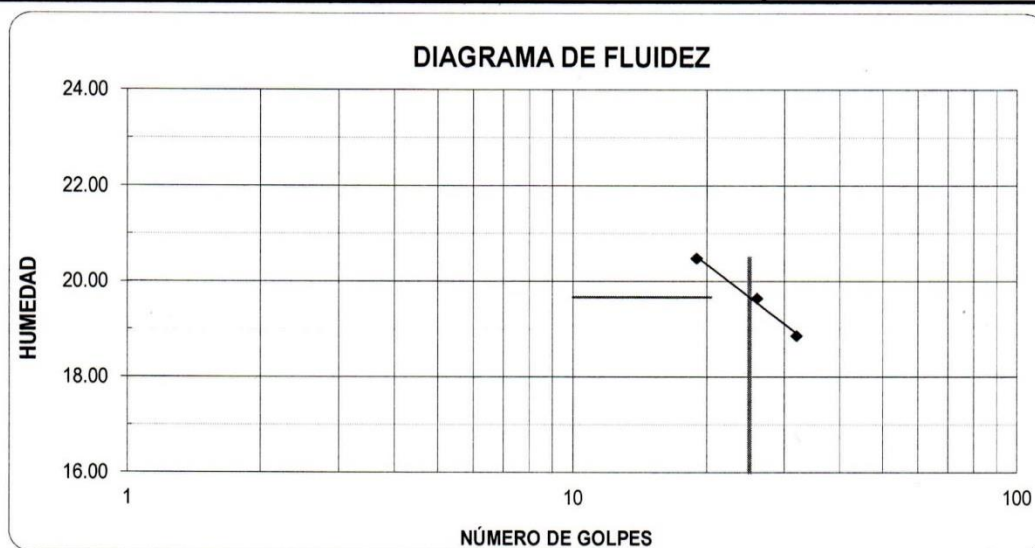 DIAGRAMA DE FLUIDEZ
24.00
22.00
20.00
18.00
16.00
HUMEDAD
1
10
100
NÚMERO DE GOLPES